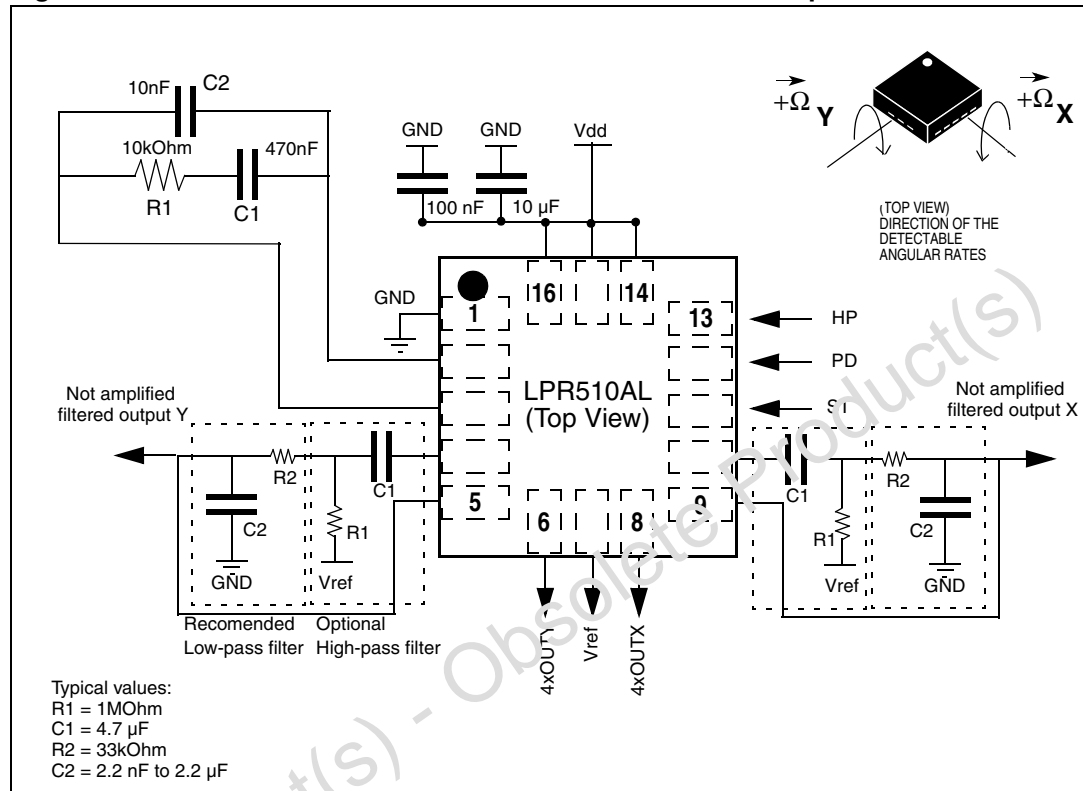 10nF
C2
10kOhm
470nF
R1
C1
GND
GND
Vdd
100 nF
10 µF
+Ω Y
+Ω X
(TOP VIEW)
DIRECTION OF THE
DETECTABLE
ANGULAR RATES
GND
1
16
14
13
HP
PD
ST
LPR510AL
(Top View)
Not amplified
filtered output Y
Not amplified
filtered output X
R2
C1
C2
R1
GND
Vref
5
6
8
9
C1
R2
R1
C2
Vref
GND
Recomended
Low-pass filter
Optional
High-pass filter
4xOUTY
Vref
4xOUTX
Typical values:
R1 = 1MOhm
C1 = 4.7 µF
R2 = 33kOhm
C2 = 2.2 nF to 2.2 µF
t(s) - Obsolete Product(s)